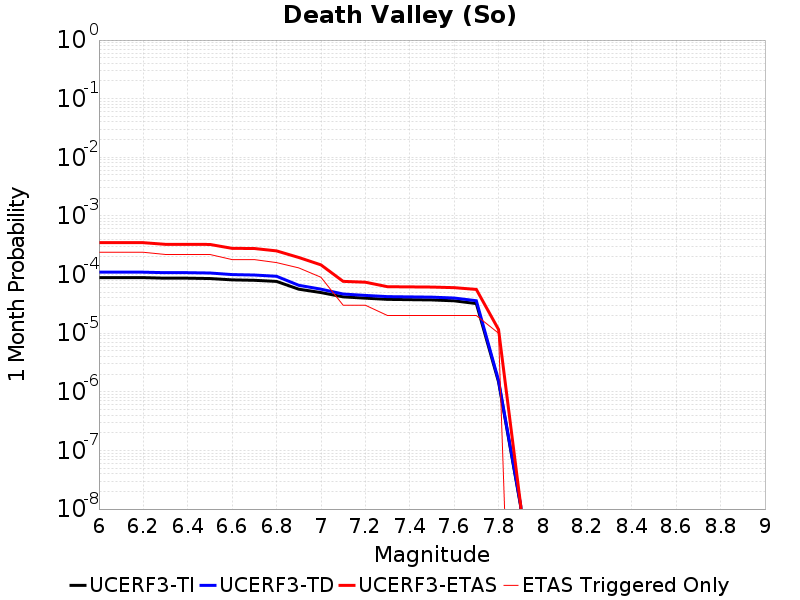 Death Valley (So)
1 Month Probability
10^0
10^-1
10^-2
10^-3
10^-4
10^-5
10^-6
10^-7
10^-8
6 6.2 6.4 6.6 6.8 7 7.2 7.4 7.6 7.8 8 8.2 8.4 8.6 8.8 9
Magnitude
UCERF3-TI UCERF3-TD UCERF3-ETAS ETAS Triggered Only